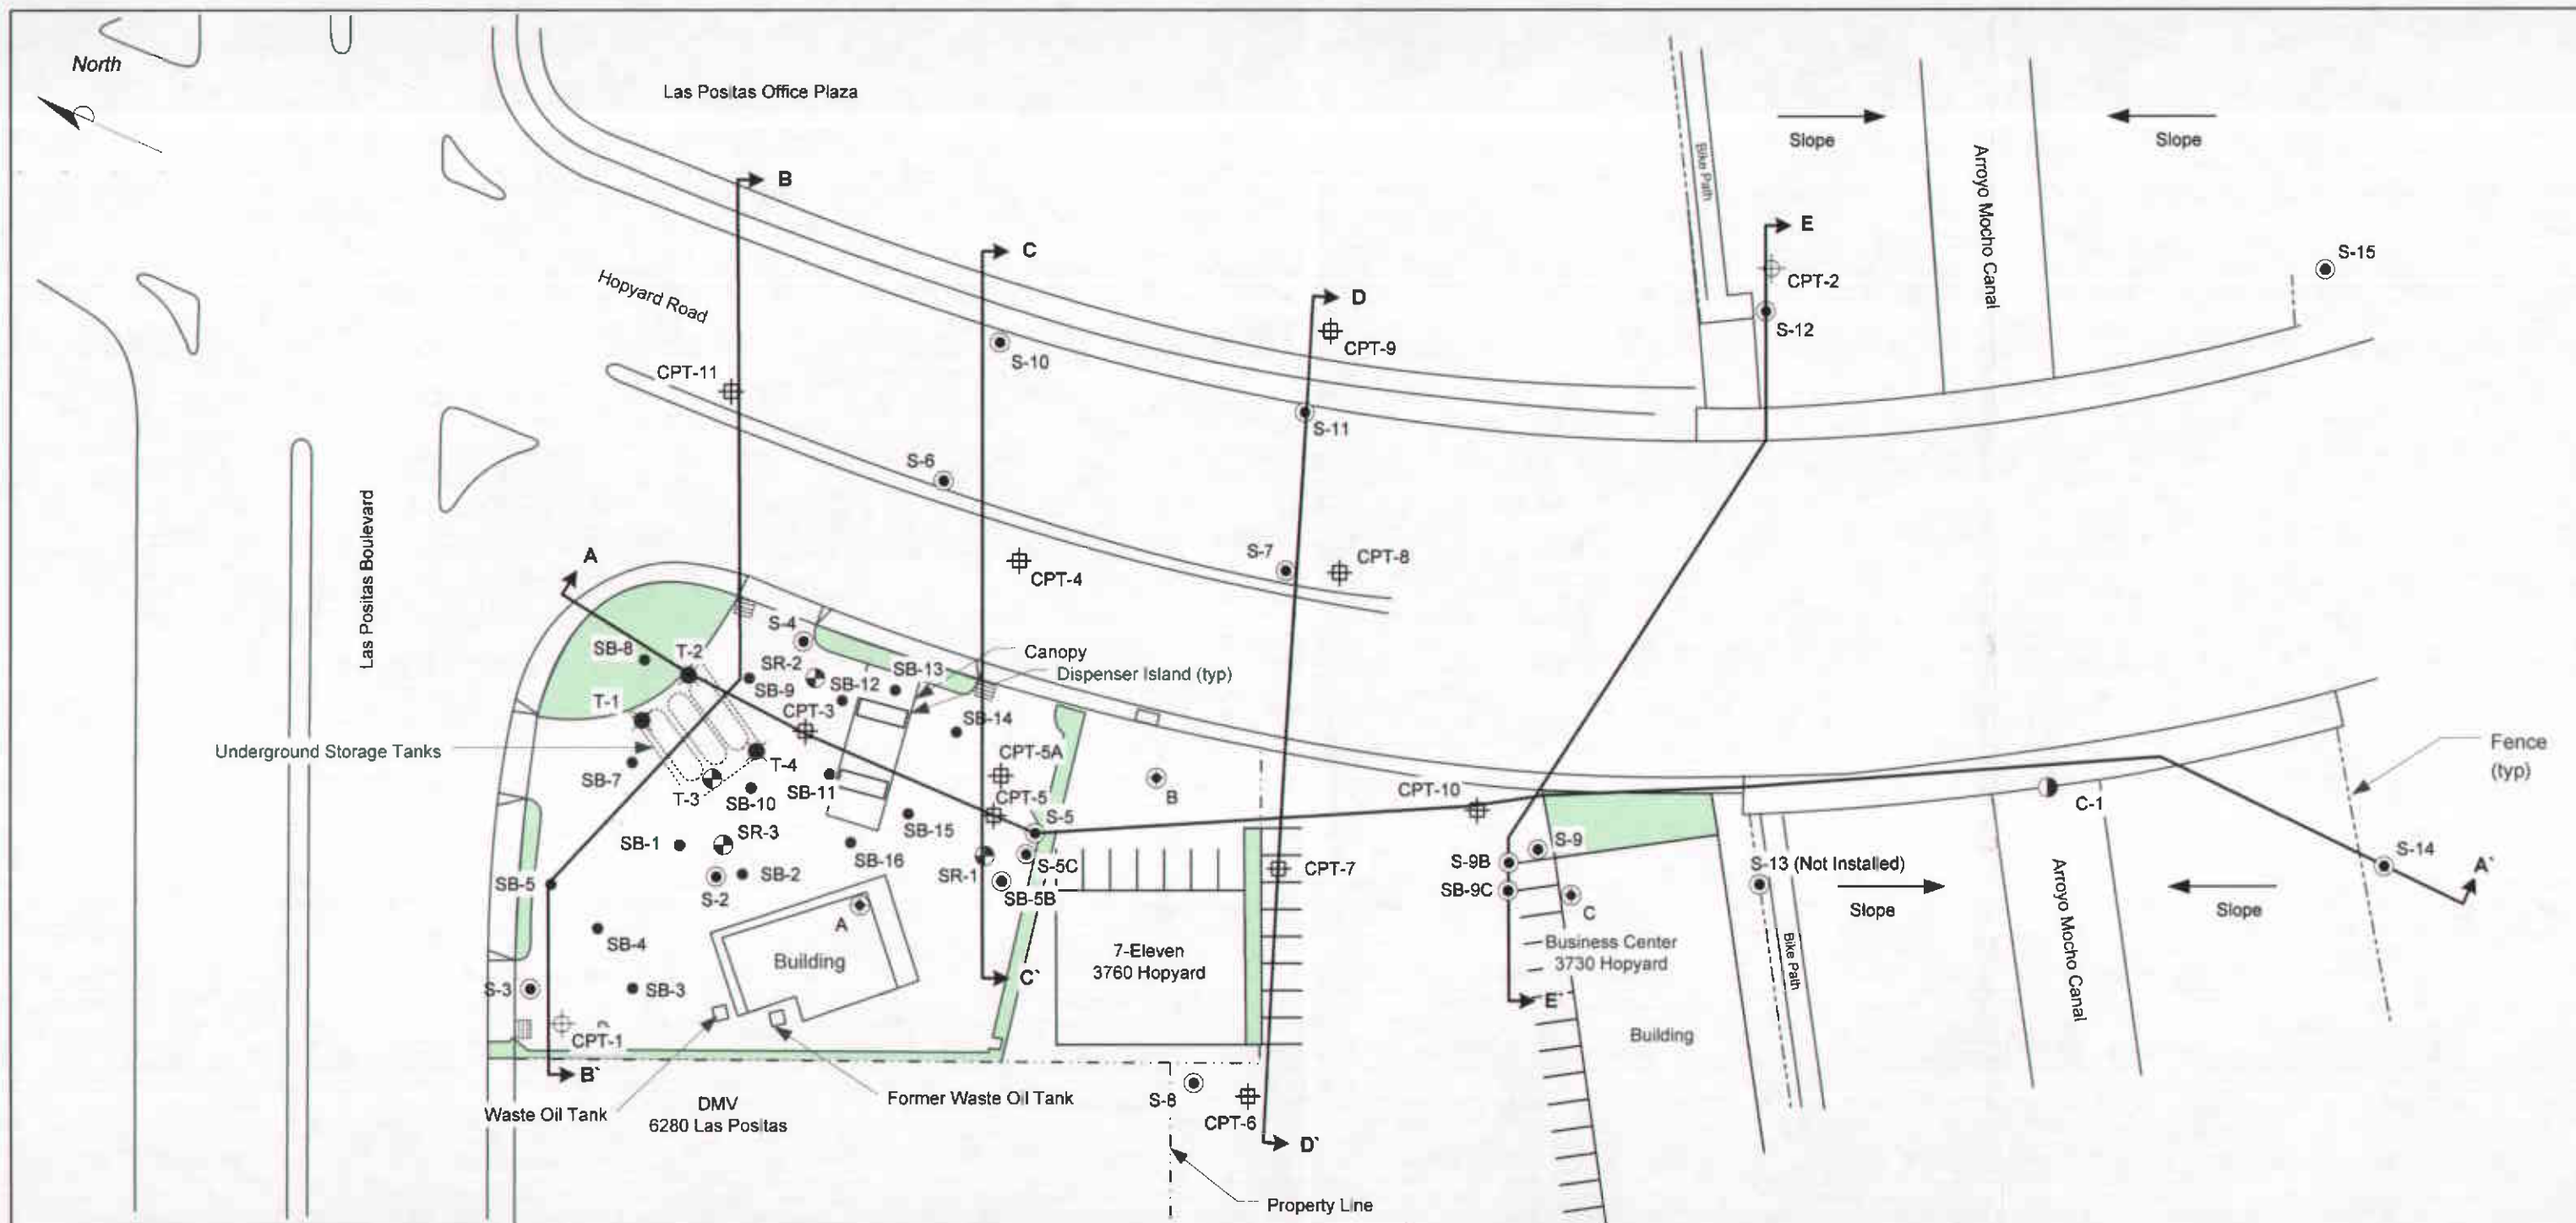 North
Las Positas Office Plaza
B
Slope
Slope
Bike Path
Arroyo Mocho Canal
E
C
S-15
CPT-2
Hopyard Road
D
S-12
CPT-9
S-10
CPT-11
S-11
S-6
Las Positas Boulevard
A
S-7
CPT-8
CPT-4
S-4
SB-8
T-2
Canopy
SR-2
SB-13
Dispenser Island (typ)
SB-9
SB-12
T-1
CPT-3
SB-14
Fence
(typ)
Underground Storage Tanks
CPT-5A
T-4
SB-7
SB-11
B
CPT-10
T-3
SB-10
CPT-5
C-1
S-5
SR-3
SB-15
SB-1
S-9
SB-16
S-14
A`
S-5C
S-9B
S-13 (Not Installed)
CPT-7
SB-2
SR-1
SB-5
SB-9C
S-2
SB-5B
A
C
Slope
Slope
Arroyo Mocho Canal
SB-4
Business Center
3730 Hopyard
7-Eleven
3760 Hopyard
Building
Bike Path
C`
S-3
SB-3
E`
CPT-1
Building
B`
Waste Oil Tank
DMV
6280 Las Positas
Former Waste Oil Tank
S-8
CPT-6
D`
Property Line